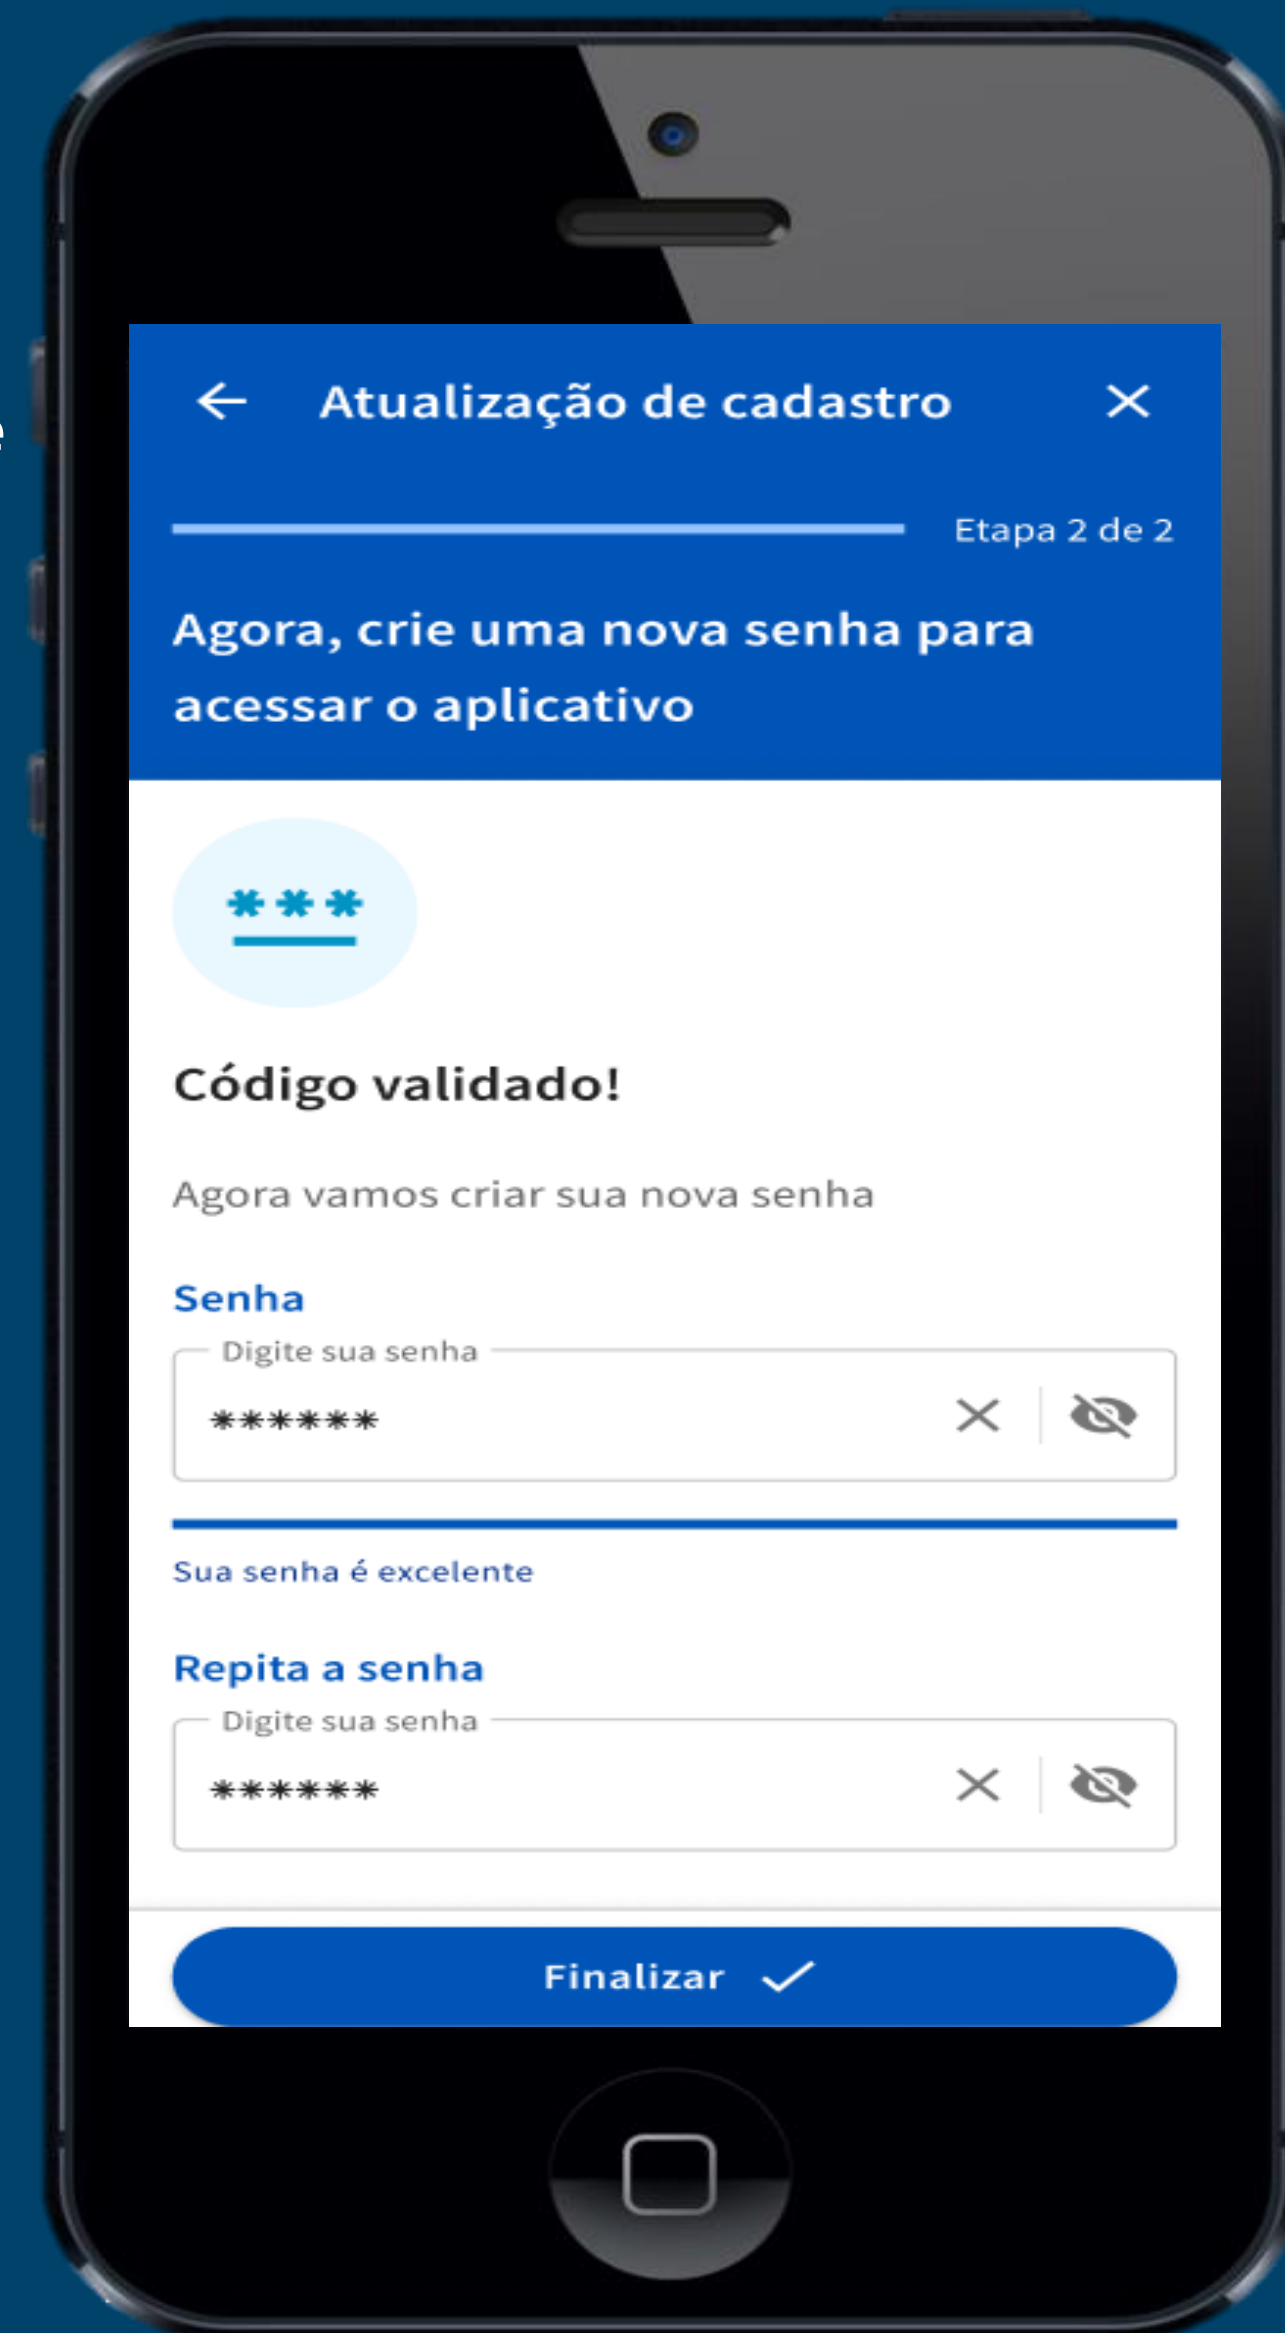 e
Atualização de cadastro
Etapa 2 de 2
Agora, crie uma nova senha para
acessar o aplicativo
***
Código validado!
Agora vamos criar sua nova senha
Senha
Digite sua senha
******
Sua senha é excelente
Repita a senha
Digite sua senha
******
Finalizar